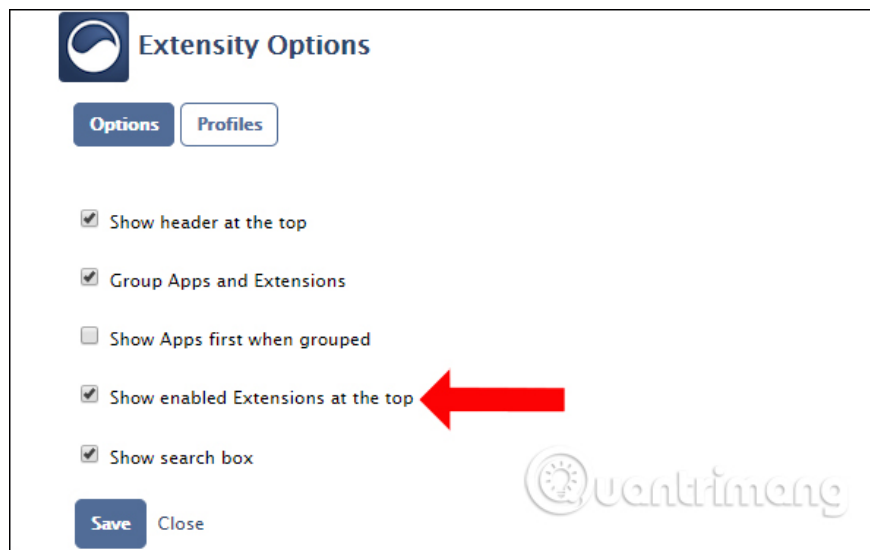 Extensity Options
Options Profiles
Show header at the top
Group Apps and Extensions
Show Apps first when grouped
Show enabled Extensions at the top
Show search box
Quantrimang
Save Close